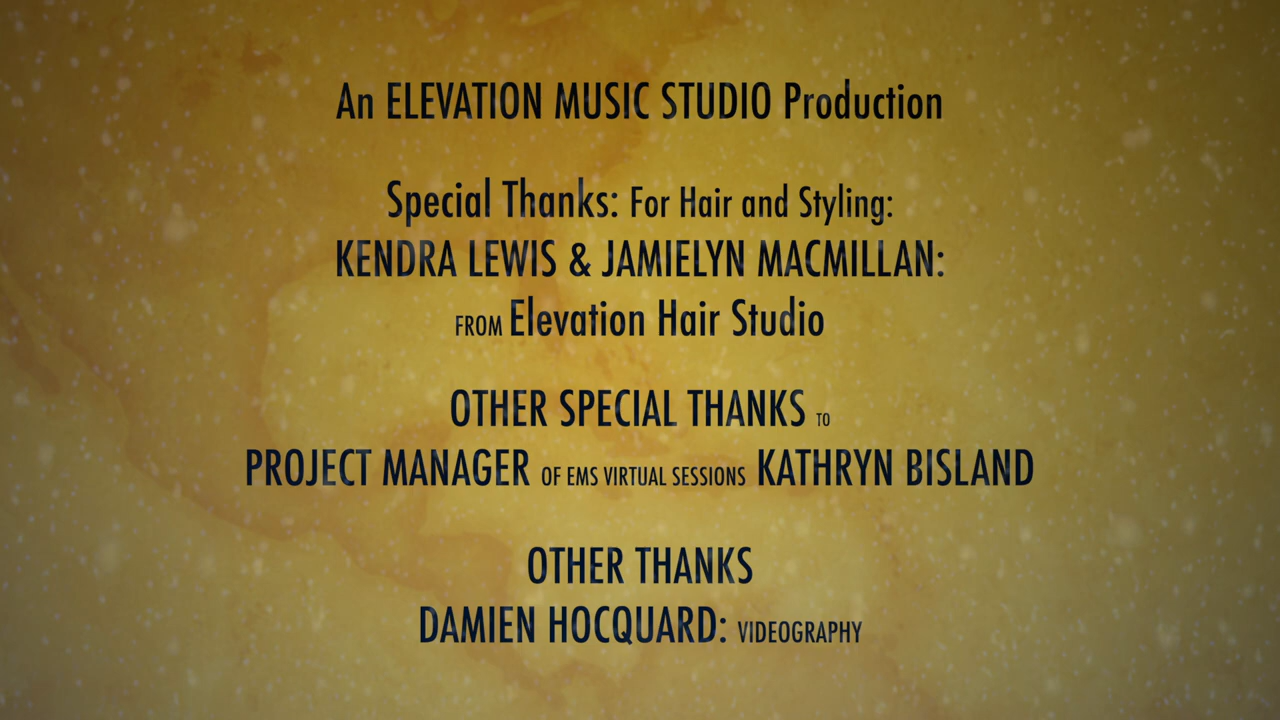 An ELEVATION MUSIC STUDIO Production
Special Thanks: For Hair and Styling:
KENDRA LEWIS & JAMIELYN MACMILLAN:
FROM Elevation Hair Studio
OTHER SPECIAL THANKS TO
PROJECT MANAGER OF EMS VIRTUAL SESSIONS KATHRYN BISLAND
OTHER THANKS
DAMIEN HOCQUARD: VIDEOGRAPHY